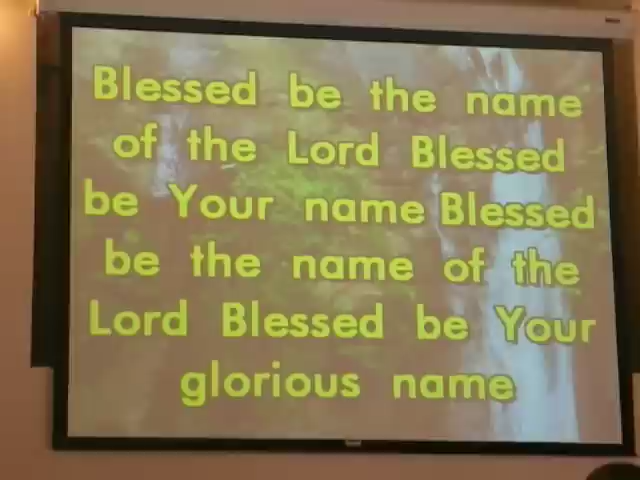 Blessed be the name
of the Lord Blessed
be Your name Blessed
be the name of the
Lord Blessed be Your
glorious name